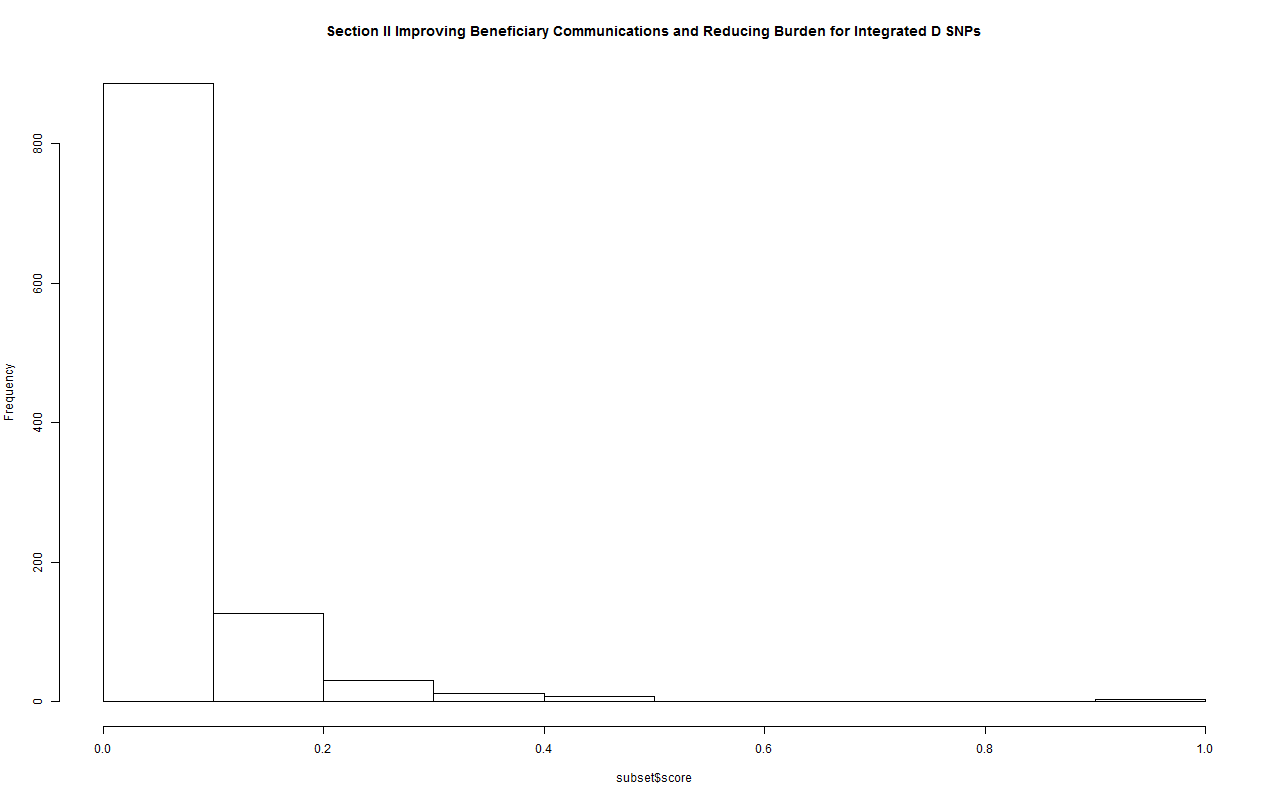 Section II Improving Beneficiary Communications and Reducing Burden for Integrated D SNPs
Frequency
800
600
400
200
0
0.0 0.2 0.4 0.6 0.8 1.0
subset$score